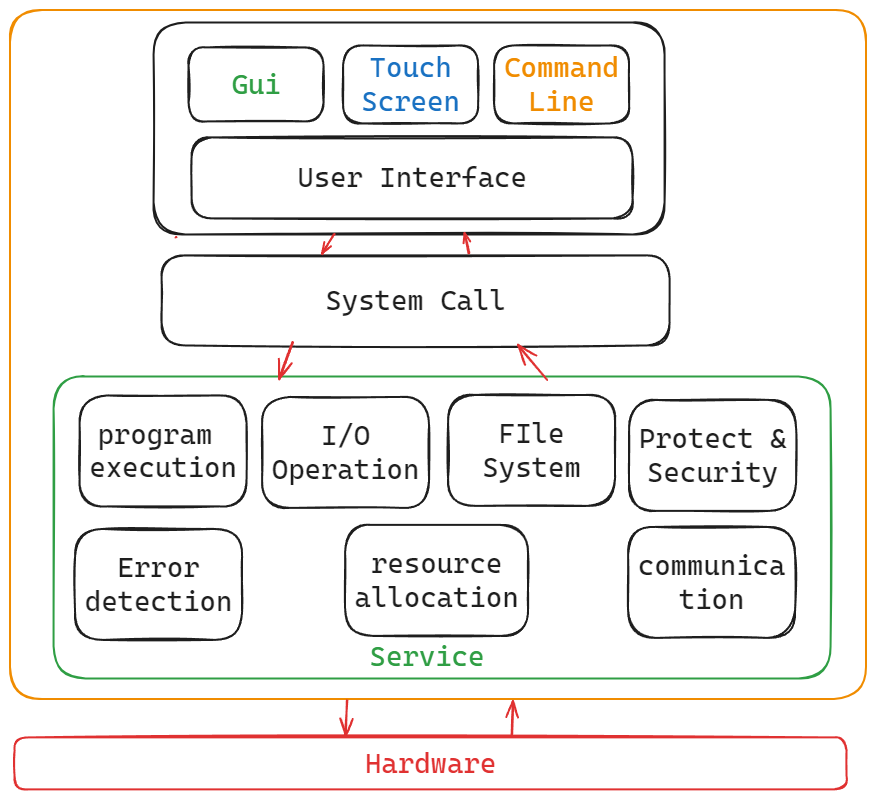 Gui
Touch
Screen
Command
Line
User Interface
System Call
program
execution
I/O
Operation
FIle
System
Protect &
Security
Error
detection
resource
allocation
communica
tion
Service
Hardware